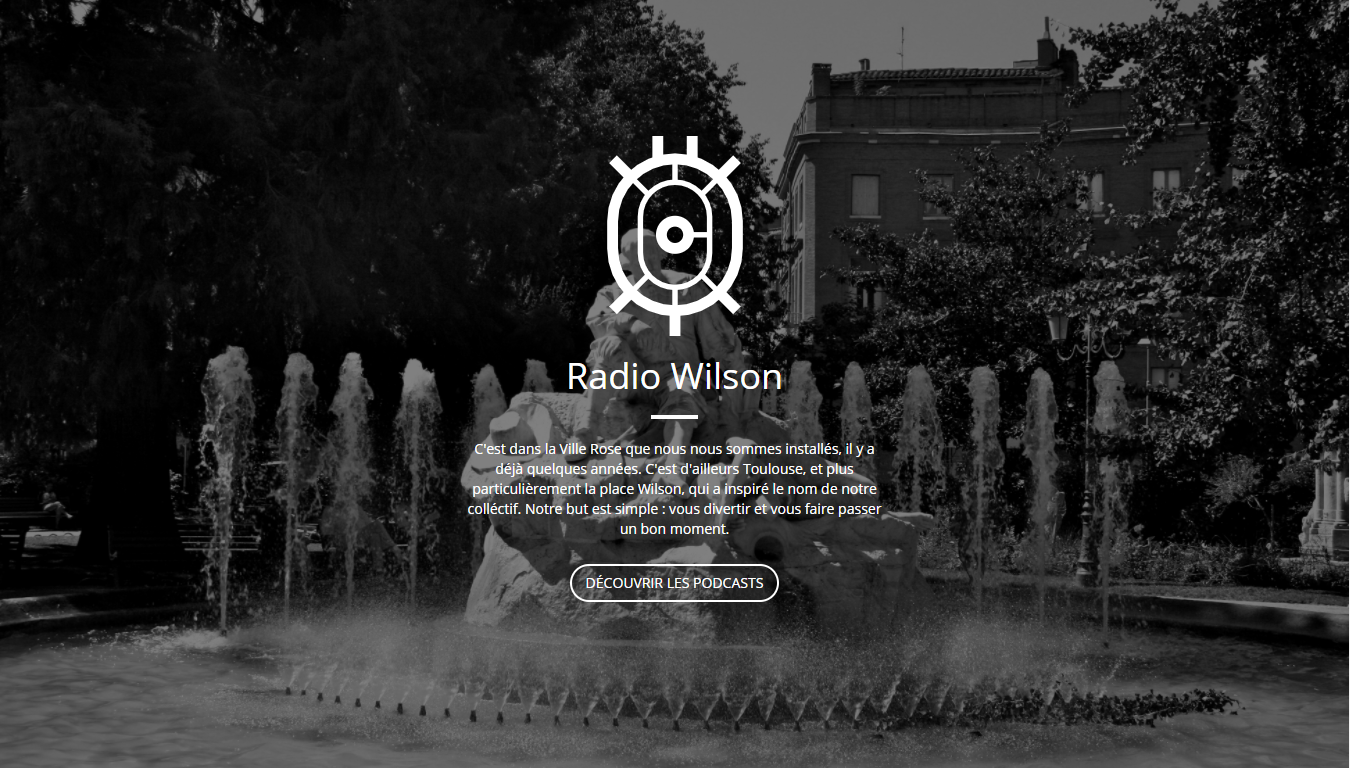 Radio Wilson
C'est dans la Ville Rose que nous nous sommes installés, il y a
déjà quelques années. C'est d'ailleurs Toulouse, et plus
particulièrement la place Wilson, qui a inspiré le nom de notre
colléctif. Notre but est simple : vous divertir et vous faire passer
un bon moment.
DÉCOUVRIR LES PODCASTS